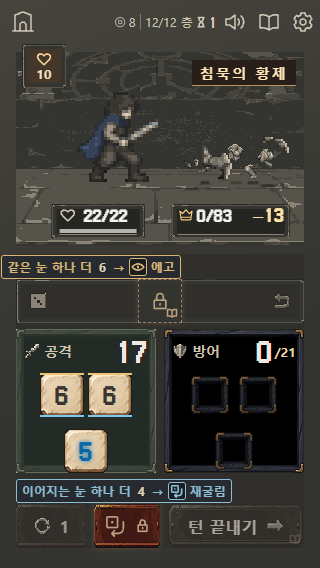 8 12/12 층 1
10
침묵의 황제
22/22
0/83 −13
같은 눈 하나 더 6 → 예고
공격 17
방어 0/21
6 6
5
이어지는 눈 하나 더 4 → 재굴림
1
턴 끝내기